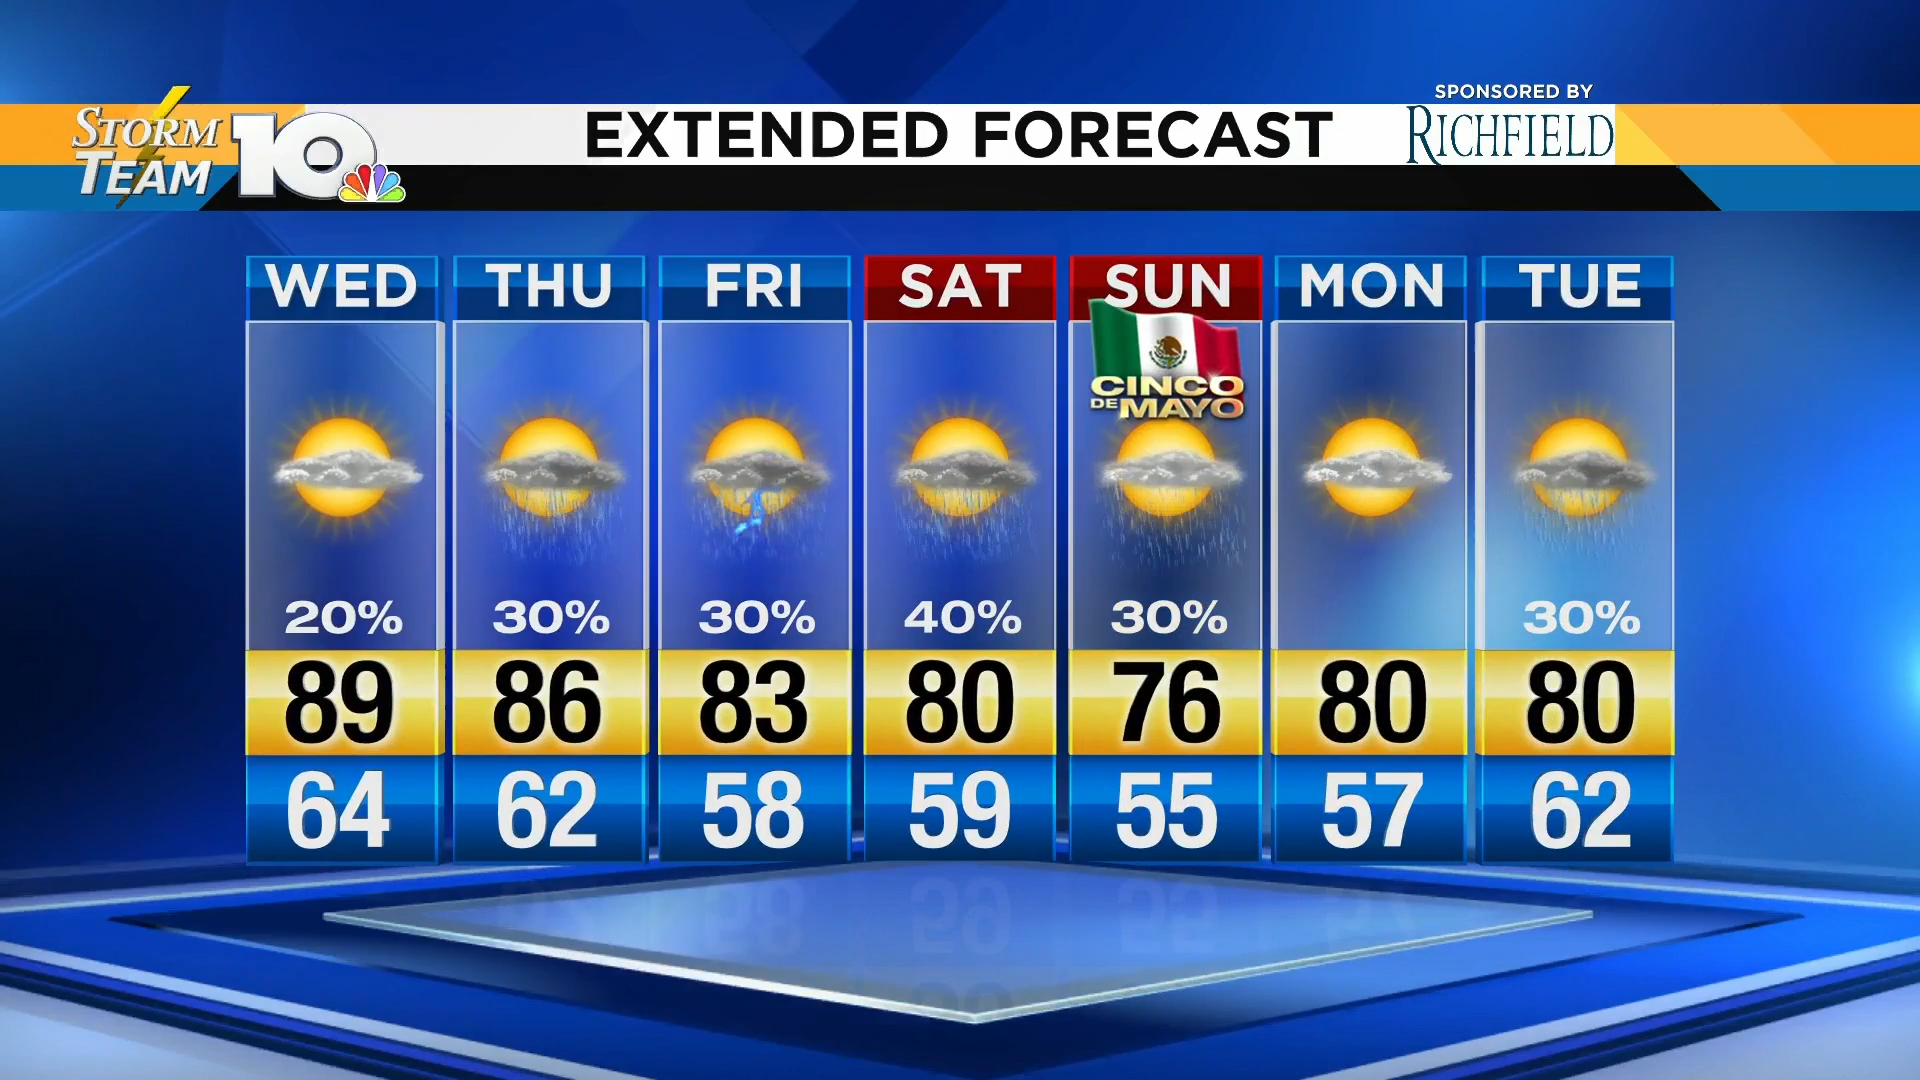 SPONSORED BY
STORM
TEAM
10
EXTENDED FORECAST
RICHFIELD
WED THU FRI SAT SUN MON TUE
CINCO
DE MAYO
20% 30% 30% 40% 30% 30%
89 86 83 80 76 80 80
64 62 58 59 55 57 62